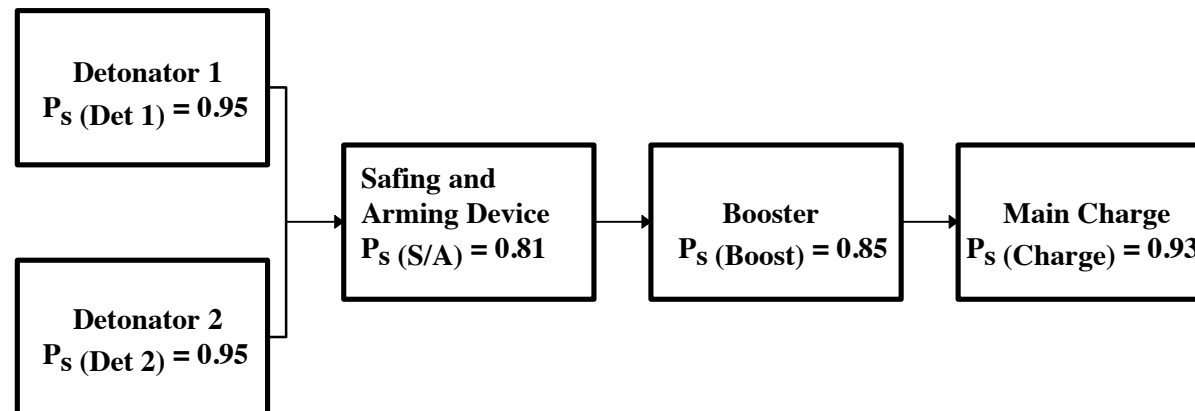 Detonator 1
Ps (Det 1) = 0.95
Safing and
Arming Device
Ps (S/A) = 0.81
Booster
Ps (Boost) = 0.85
Main Charge
Ps (Charge) = 0.93
Detonator 2
Ps (Det 2) = 0.95